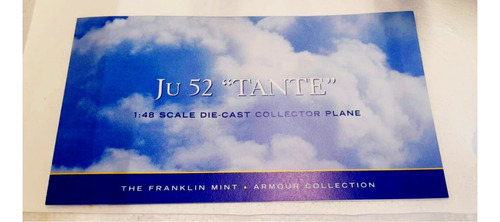 JU 52 “TANTE”
1:48 SCALE DIE-CAST COLLECTOR PLANE
THE FRANKLIN MINT • ARMOUR COLLECTION